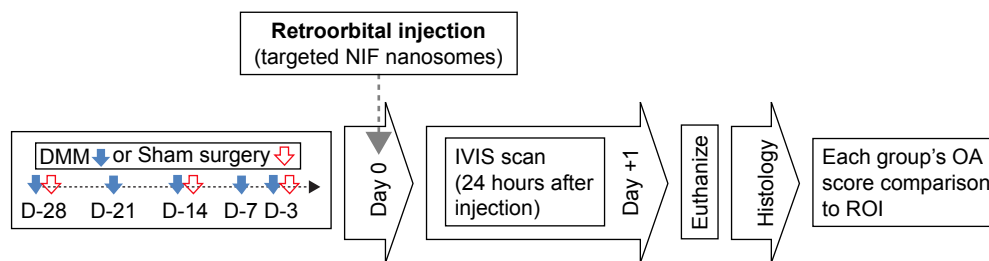 Retroorbital injection
(targeted NIF nanosomes)
DMM or Sham surgery
D-28 D-21 D-14 D-7 D-3
Day 0
IVIS scan
(24 hours after
injection)
Day +1
Euthanize
Histology
Each group's OA
score comparison
to ROI